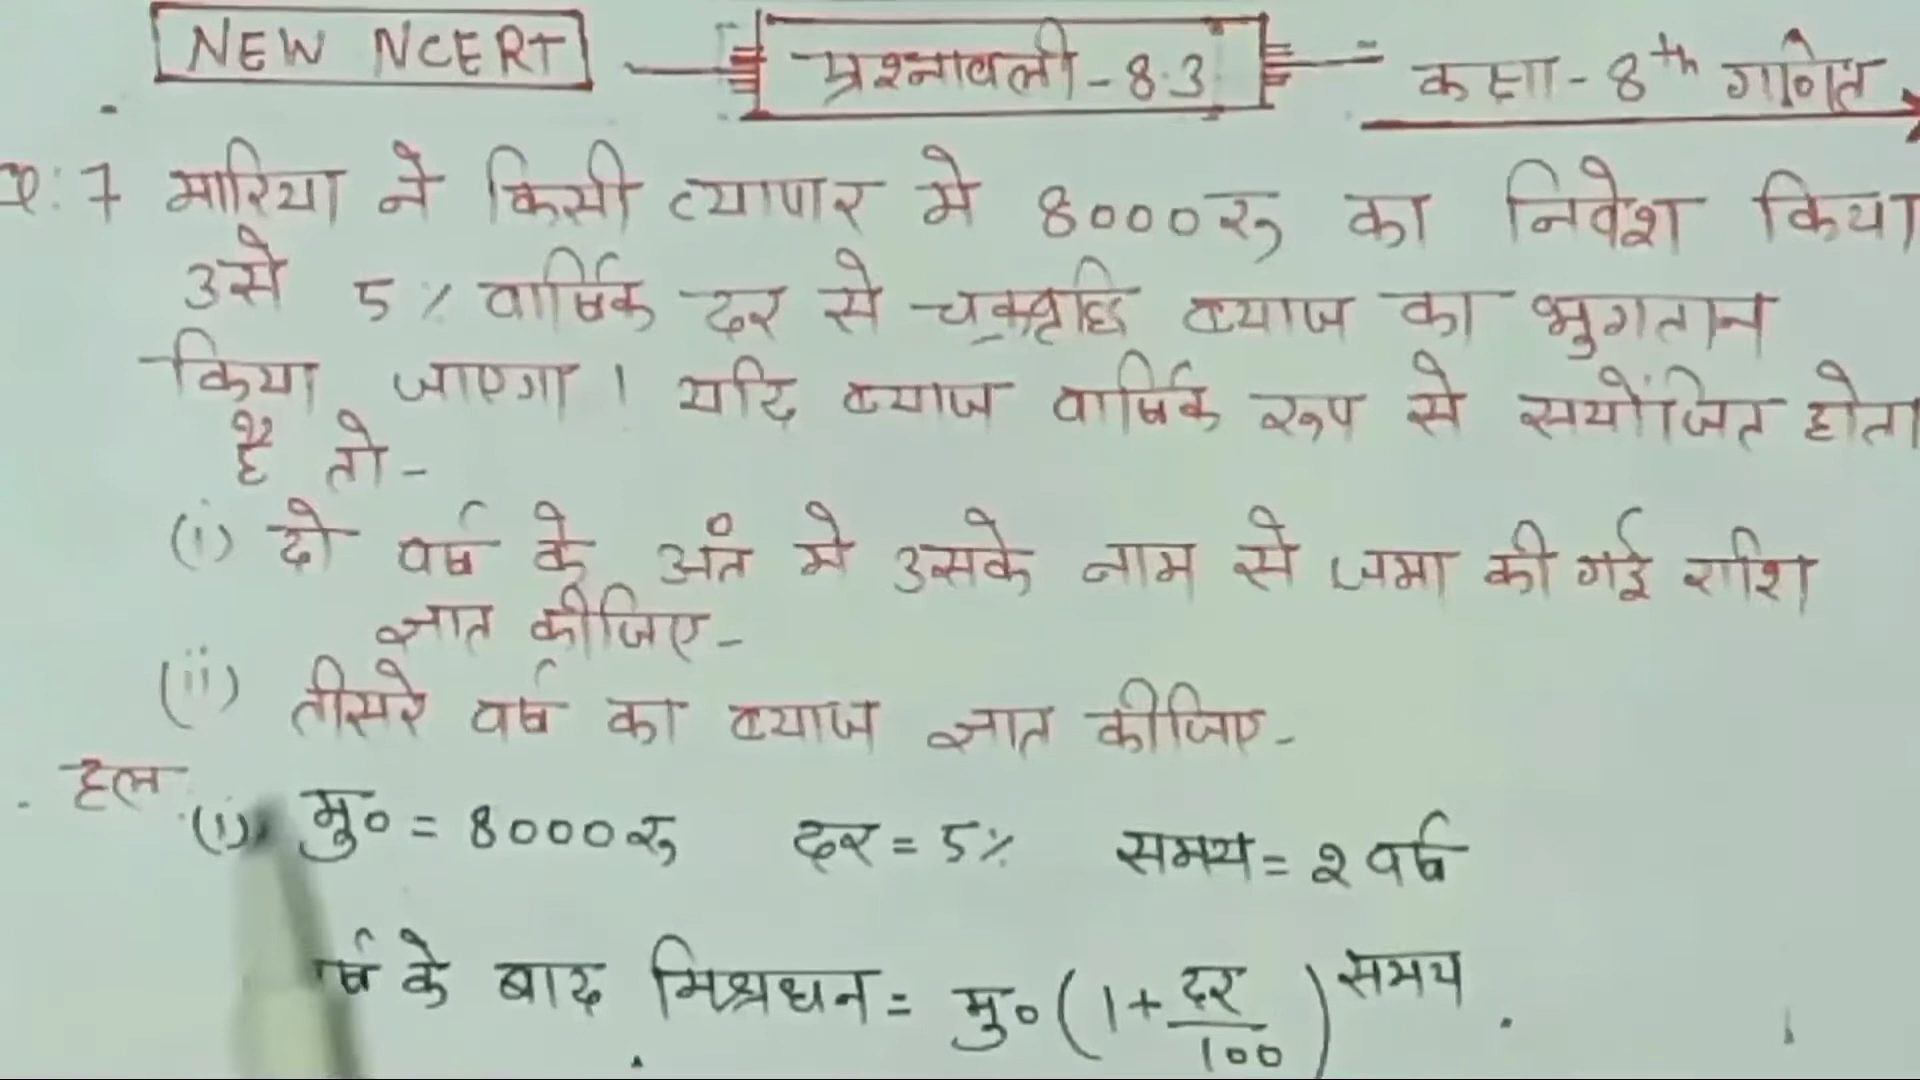 NEW NCERT प्रश्नावली - 8.3 कक्षा - 8th गणित
प्र:7 मारिया ने किसी व्यापार मे 8000रु का निवेश किया
उसे 5% वार्षिक दर से चक्रवृद्धि ब्याज का भुगतान
किया जाएगा। यदि ब्याज वार्षिक रूप से सयोंजित होता
है तो-
(i) दो वर्ष के अंत मे उसके नाम से जमा की गई राशि
ज्ञात कीजिए-
(ii) तीसरे वर्ष का ब्याज ज्ञात कीजिए-
हल
(i) मु० = 8000रु दर = 5% समय = 2 वर्ष
के बाद मिश्रधन = मु० (1 + दर/100)^समय